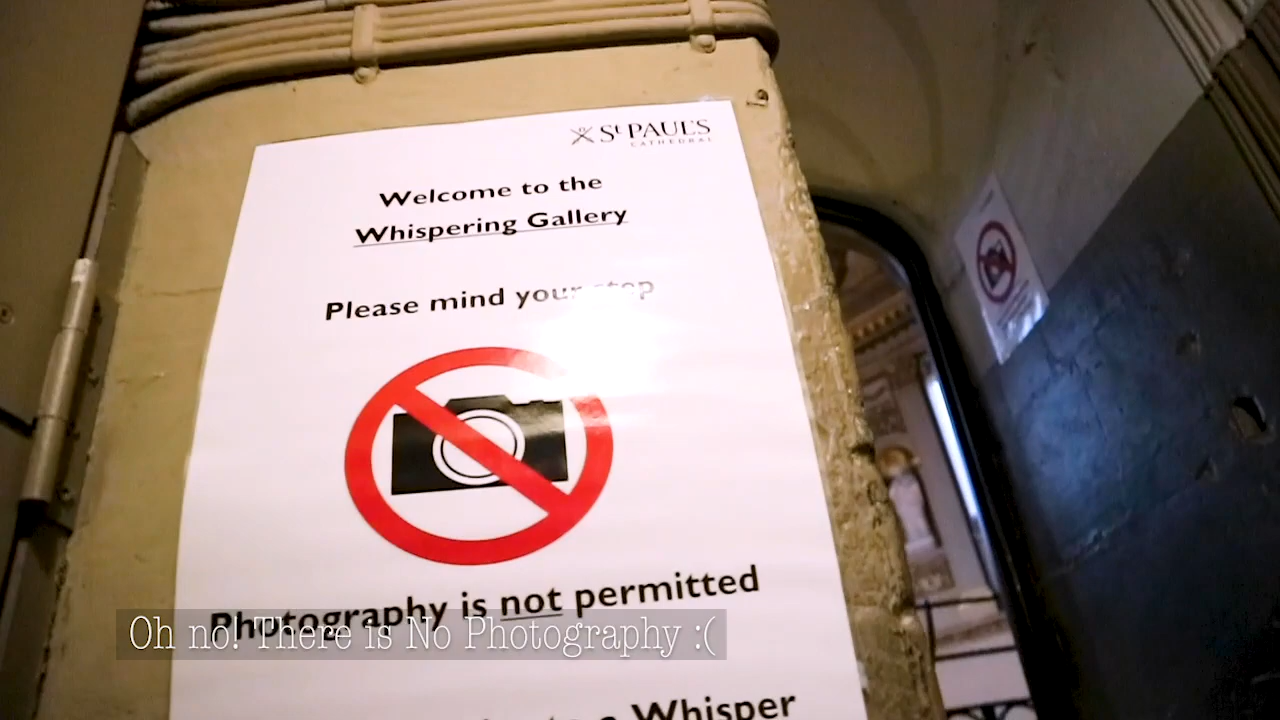 St PAUL'S
CATHEDRAL
Welcome to the
Whispering Gallery
Please mind your step
Photography is not permitted
Oh no! There is No Photography :(
a Whisper